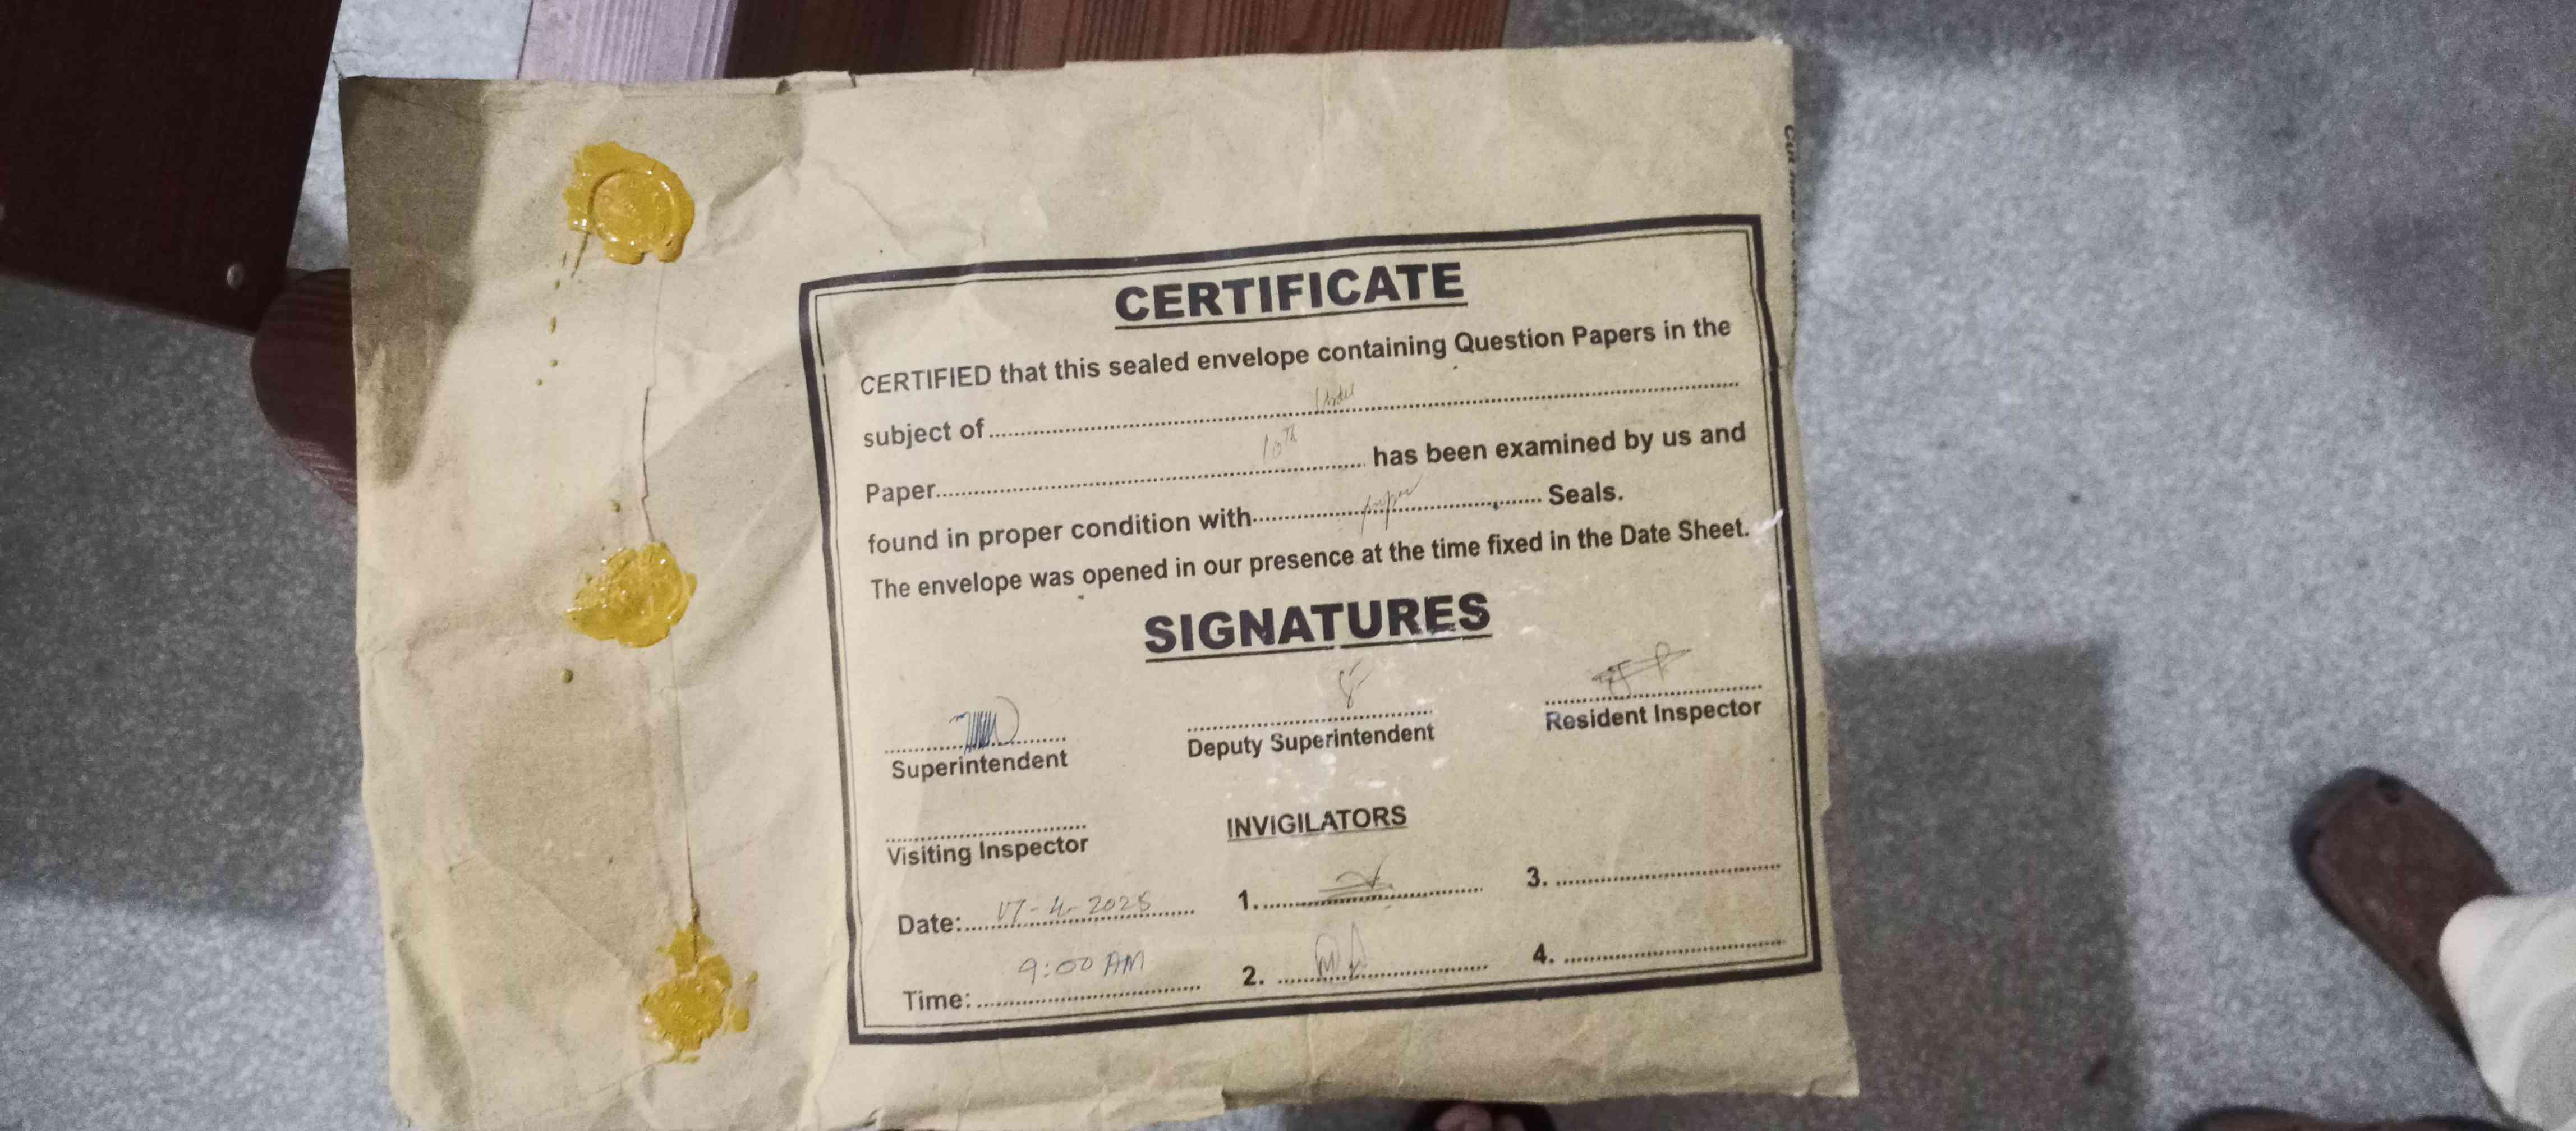 CERTIFICATE
CERTIFIED that this sealed envelope containing Question Papers in the
subject of Urdu
Paper 10th has been examined by us and
found in proper condition with proper Seals.
The envelope was opened in our presence at the time fixed in the Date Sheet.
SIGNATURES
Superintendent Deputy Superintendent Resident Inspector
Visiting Inspector INVIGILATORS
Date: 17-4-2025 1. 3.
Time: 9:00 AM 2. 4.